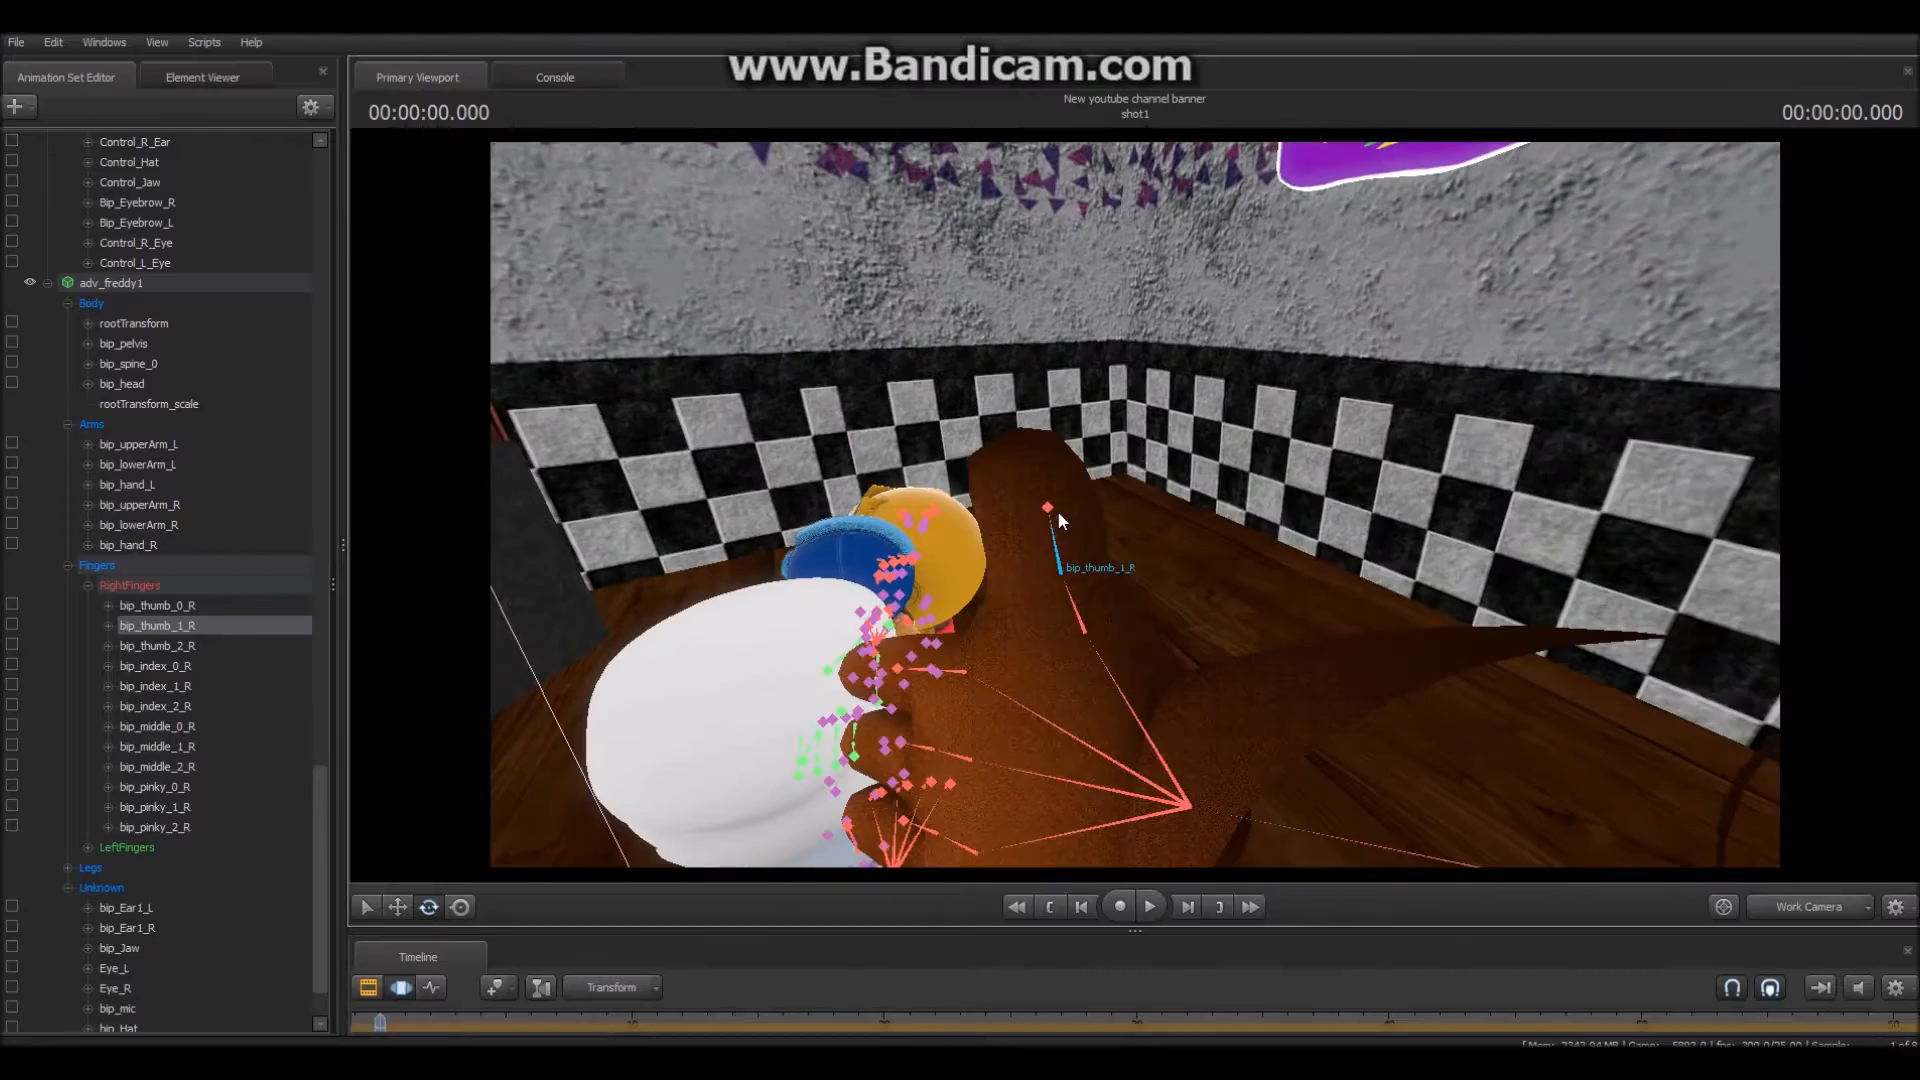 www.Bandicam.com
File Edit Windows View Scripts Help
Animation Set Editor Element Viewer
Primary Viewport Console
New youtube channel banner
shot1
00:00:00.000
00:00:00.000
Control_R_Ear
Control_Hat
Control_Jaw
Bip_Eyebrow_R
Bip_Eyebrow_L
Control_R_Eye
Control_L_Eye
adv_freddy1
Body
rootTransform
bip_pelvis
bip_spine_0
bip_head
rootTransform_scale
Arms
bip_upperArm_L
bip_lowerArm_L
bip_hand_L
bip_upperArm_R
bip_lowerArm_R
bip_hand_R
Fingers
RightFingers
bip_thumb_0_R
bip_thumb_1_R
bip_thumb_2_R
bip_index_0_R
bip_index_1_R
bip_index_2_R
bip_middle_0_R
bip_middle_1_R
bip_middle_2_R
bip_pinky_0_R
bip_pinky_1_R
bip_pinky_2_R
LeftFingers
Legs
Unknown
bip_Ear1_L
bip_Ear1_R
bip_Jaw
Eye_L
Eye_R
bip_mic
bip_Hat
bip_thumb_1_R
Work Camera
Timeline
Transform